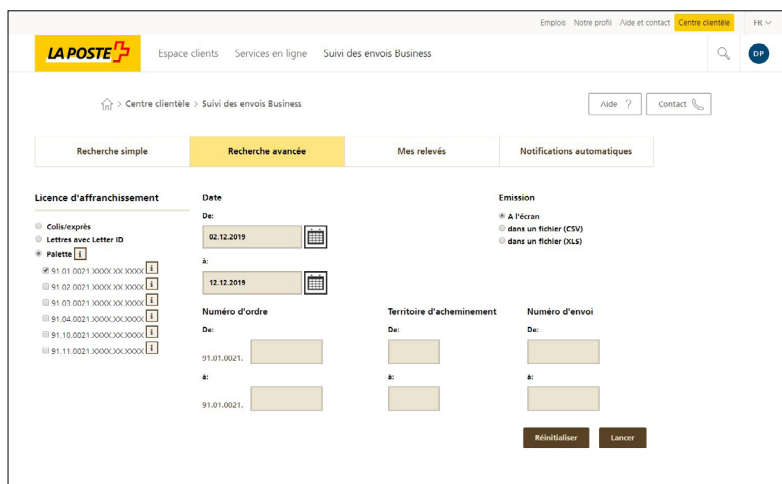 Emplois Notre profil Aide et contact Centre clientèle FR
LA POSTE Espace clients Services en ligne Suivi des envois Business DP
> Centre clientèle > Suivi des envois Business Aide ? Contact
Recherche simple Recherche avancée Mes relevés Notifications automatiques
Licence d'affranchissement Date Emission
De: A l'écran
Colis/exprès dans un fichier (CSV)
Lettres avec Letter ID 02.12.2019 dans un fichier (XLS)
Palette i
91.01.0021.XXXX.XX.XXXX i à:
91.02.0021.XXXX.XX.XXXX i 12.12.2019
91.03.0021.XXXX.XX.XXXX i
91.04.0021.XXXX.XX.XXXX i Numéro d'ordre Territoire d'acheminement Numéro d'envoi
91.10.0021.XXXX.XX.XXXX i De: De: De:
91.11.0021.XXXX.XX.XXXX i 91.01.0021.
à: à: à:
91.01.0021.
Réinitialiser Lancer